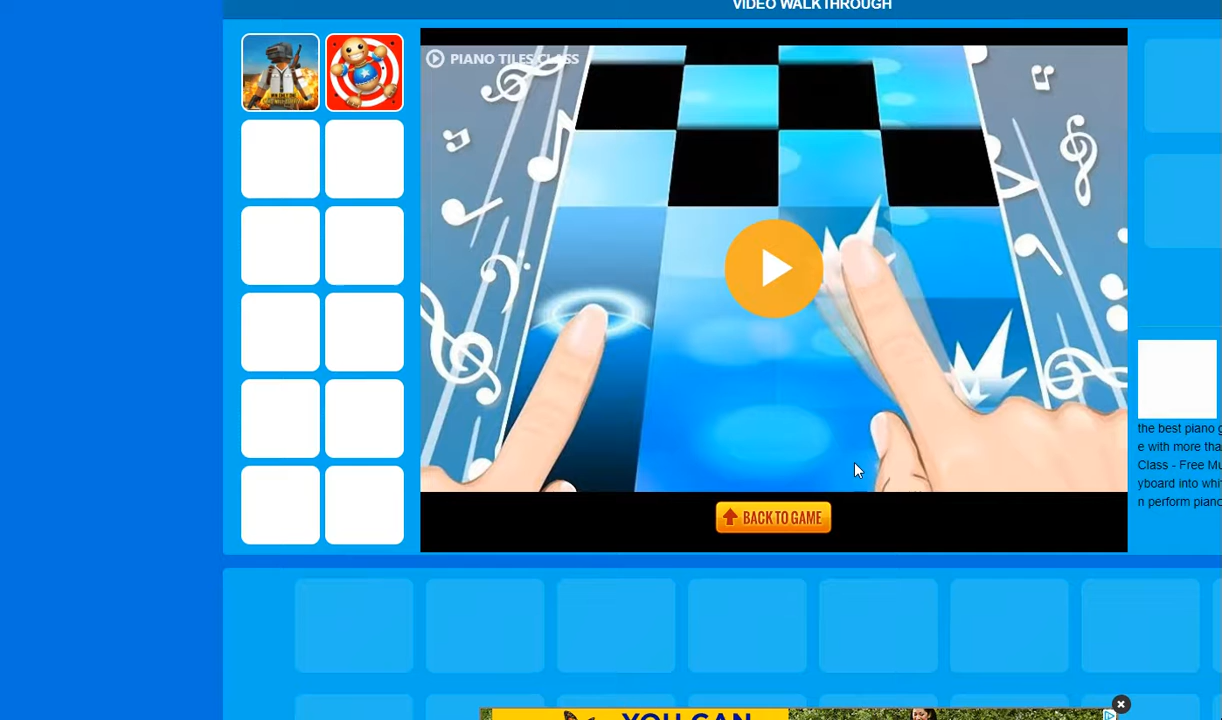 VIDEO WALKTHROUGH
PIANO TILES CLASS
the best piano g
e with more tha
Class - Free Mu
yboard into whi
n perform piano
BACK TO GAME
YOU CAN